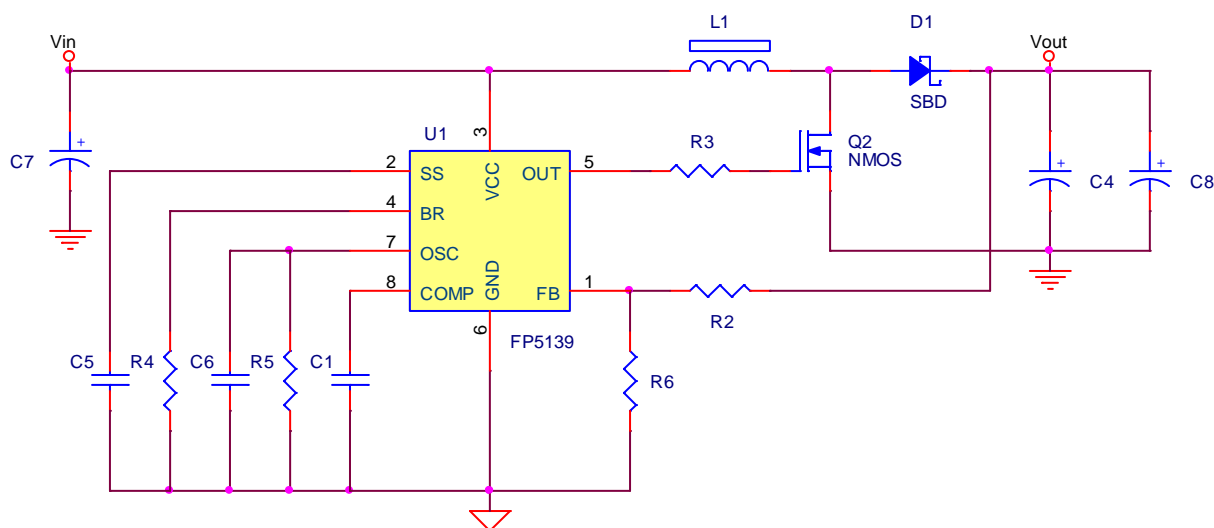 L1
D1
Vin
Vout
SBD
C7
+
U1
3
R3
Q2
NMOS
+
C4
+
C8
2
SS
VCC
OUT
5
4
BR
7
OSC
8
COMP
GND
FB
1
R2
6
FP5139
C5
R4
C6
R5
C1
R6